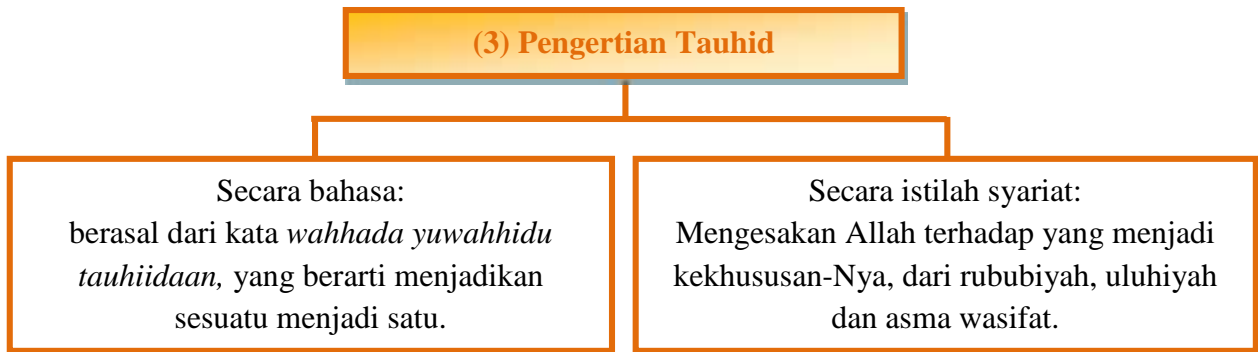 (3) Pengertian Tauhid
Secara bahasa:
berasal dari kata wahhada yuwahhidu
tauhiidaan, yang berarti menjadikan
sesuatu menjadi satu.
Secara istilah syariat:
Mengesakan Allah terhadap yang menjadi
kekhususan-Nya, dari rububiyah, uluhiyah
dan asma wasifat.